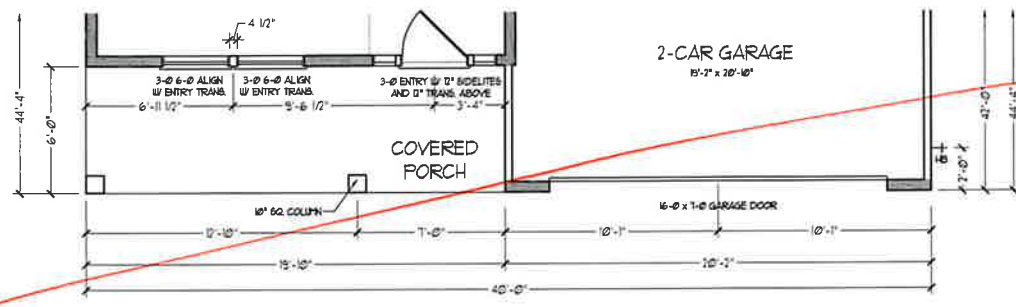 4 1/2"
2-CAR GARAGE
19'-2" x 20'-10"
3-0 6-0 ALIGN
W/ ENTRY TRANS.
3-0 6-0 ALIGN
W/ ENTRY TRANS.
3-0 ENTRY W/ 12" SIDELITES
AND 12" TRANS. ABOVE
6'-11 1/2"
9'-6 1/2"
3'-4"
44'-4"
6'-0"
42'-0"
44'-4"
2'-0"
COVERED
PORCH
10" SQ. COLUMN
16-0 x 7-0 GARAGE DOOR
12'-10"
7'-0"
10'-1"
10'-1"
19'-10"
20'-2"
40'-0"